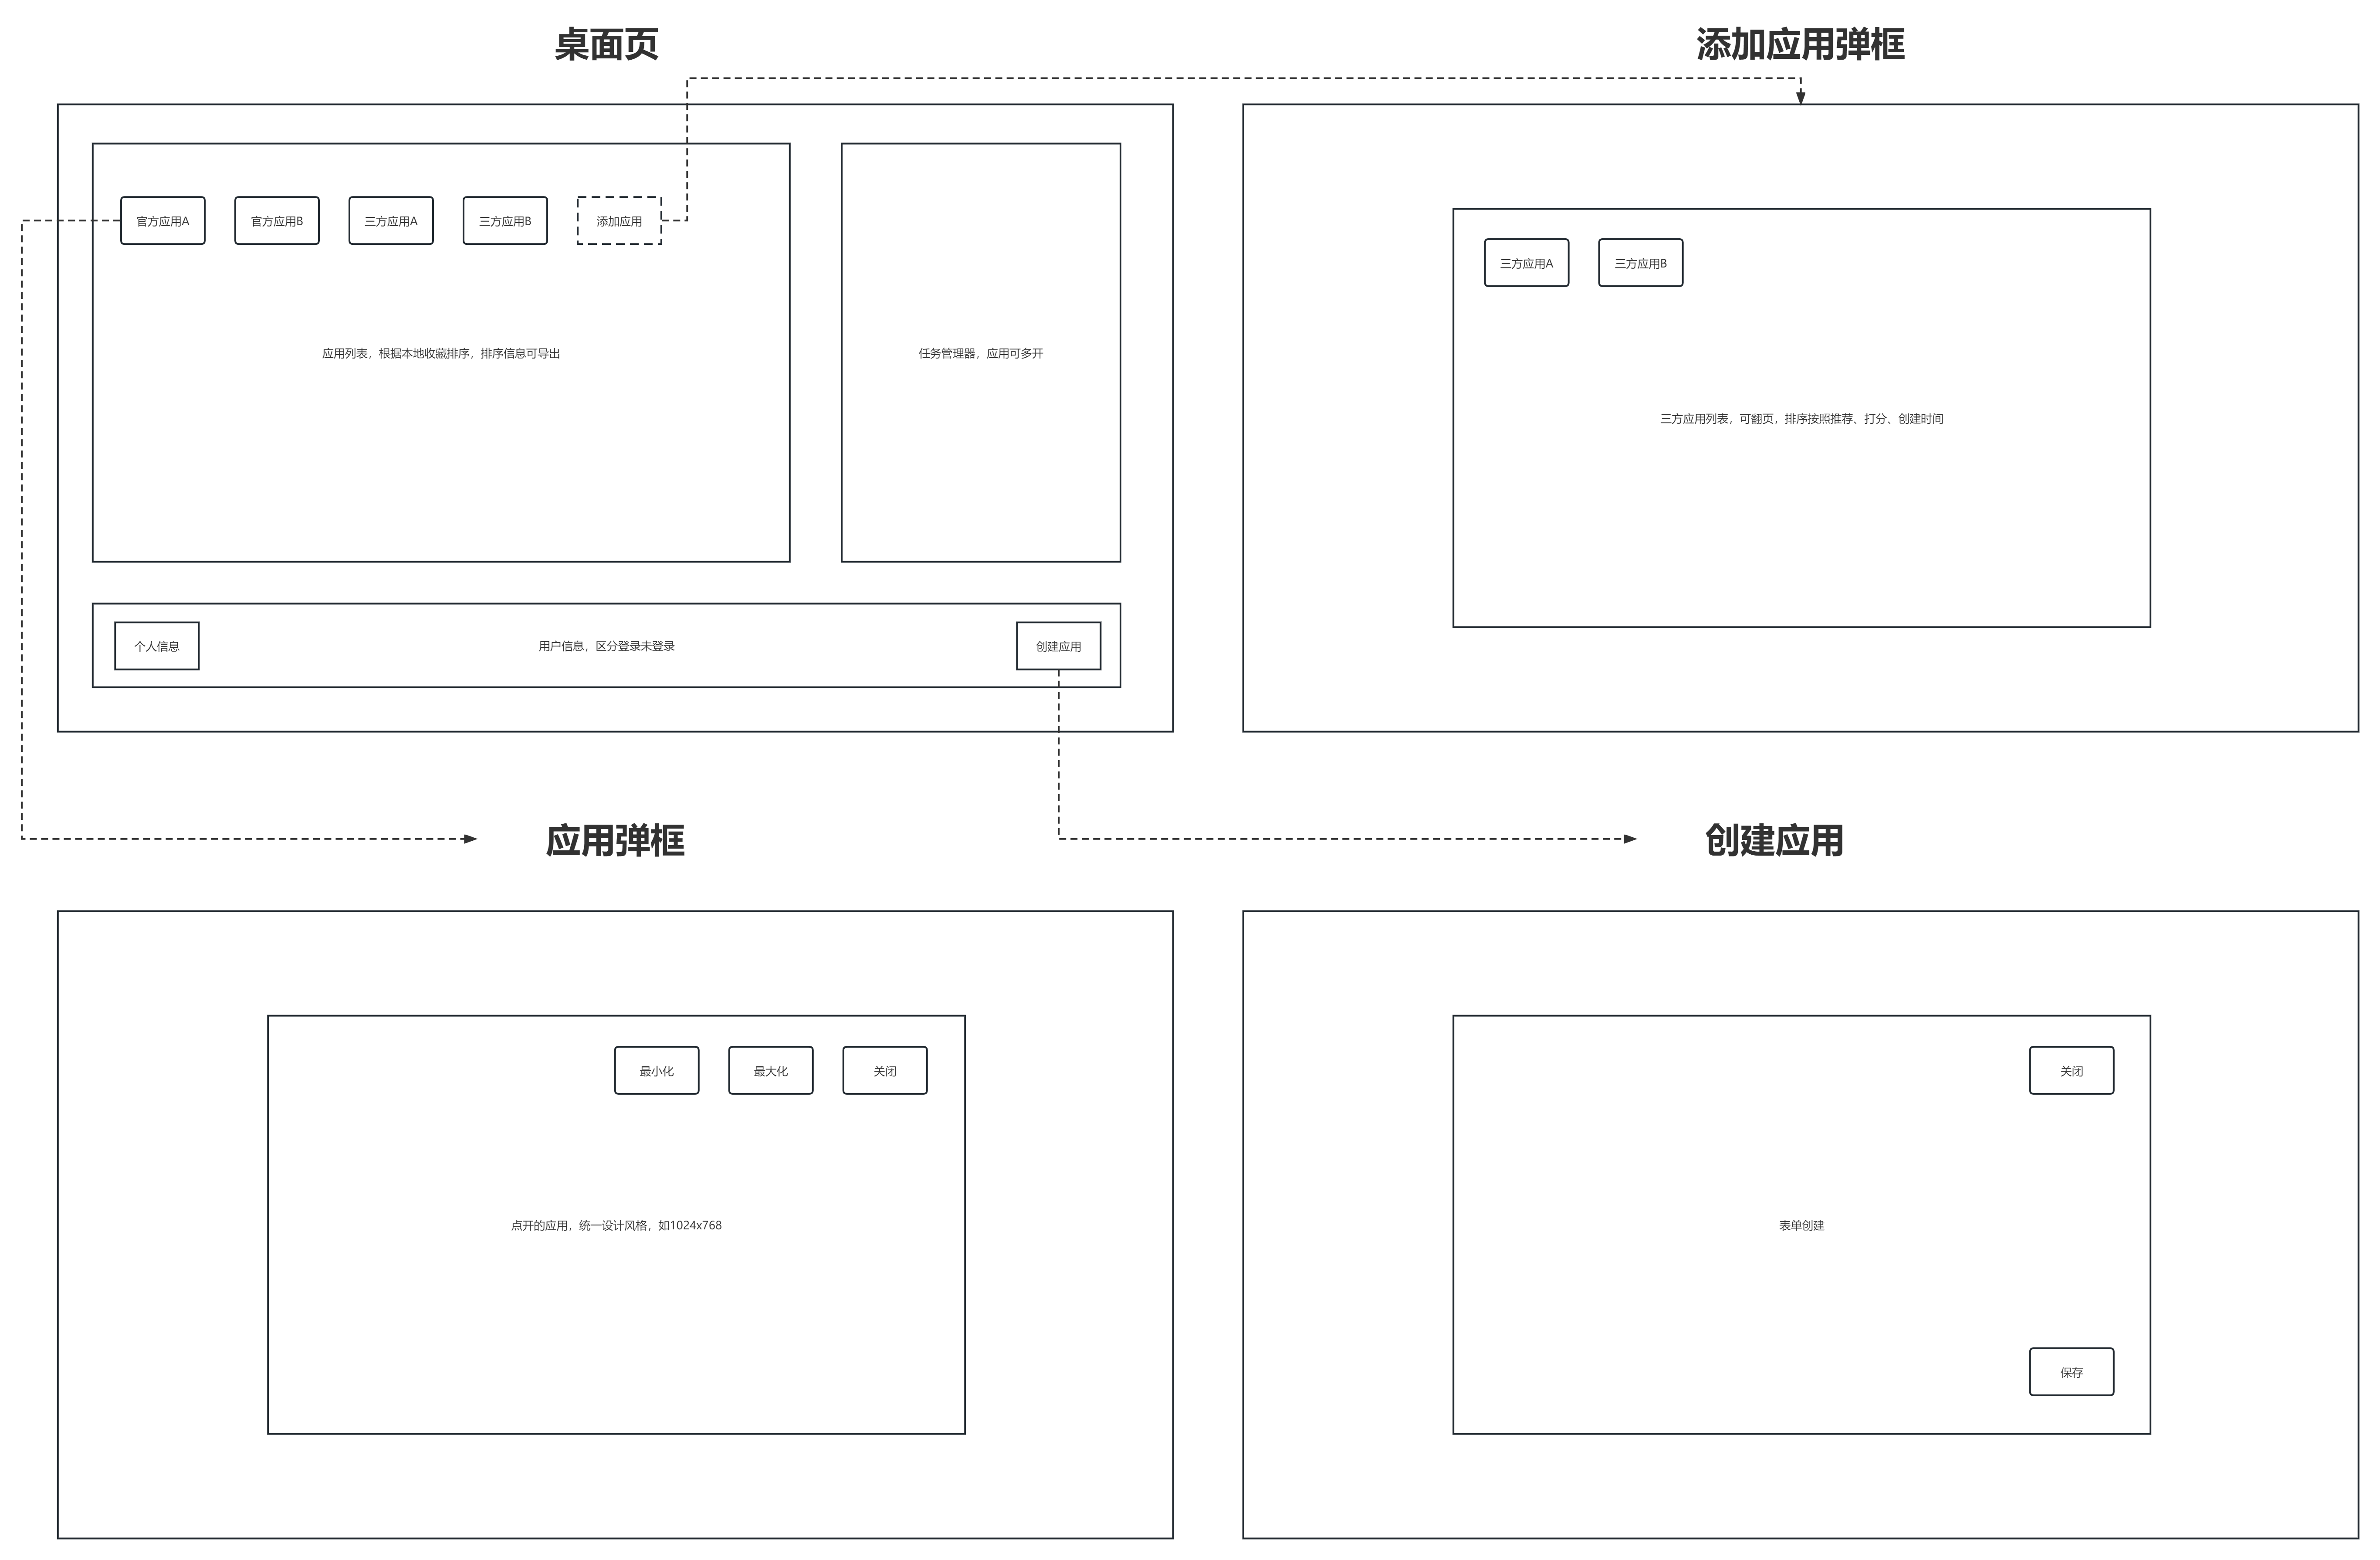 桌面页
添加应用弹框
官方应用A
官方应用B
三方应用A
三方应用B
添加应用
应用列表，根据本地收藏排序，排序信息可导出
任务管理器，应用可多开
个人信息
用户信息，区分登录未登录
创建应用
三方应用A
三方应用B
三方应用列表，可翻页，排序按照推荐、打分、创建时间
应用弹框
创建应用
最小化
最大化
关闭
点开的应用，统一设计风格，如1024x768
关闭
表单创建
保存